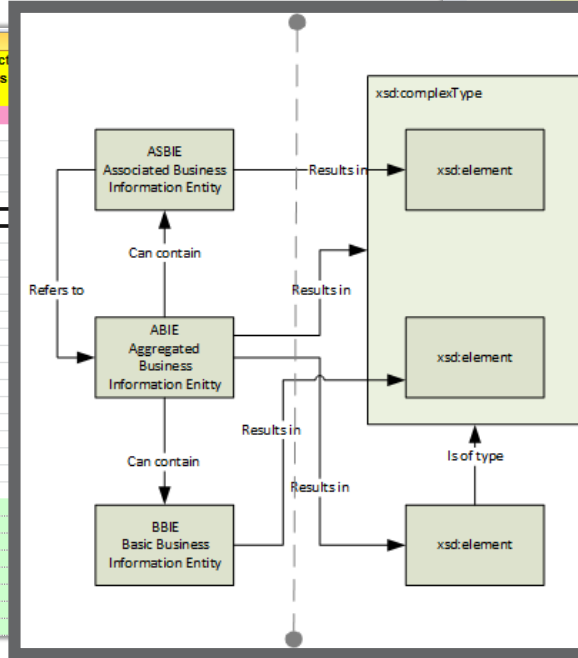 ct
s
xsd:complexType
ASBIE
Associated Business
Information Entity
Results in
xsd:element
Can contain
Refers to
Results in
ABIE
Aggregated
Business
Information Enity
xsd:element
Results in
Can contain
Is of type
Results in
BBIE
Basic Business
Information Entity
xsd:element